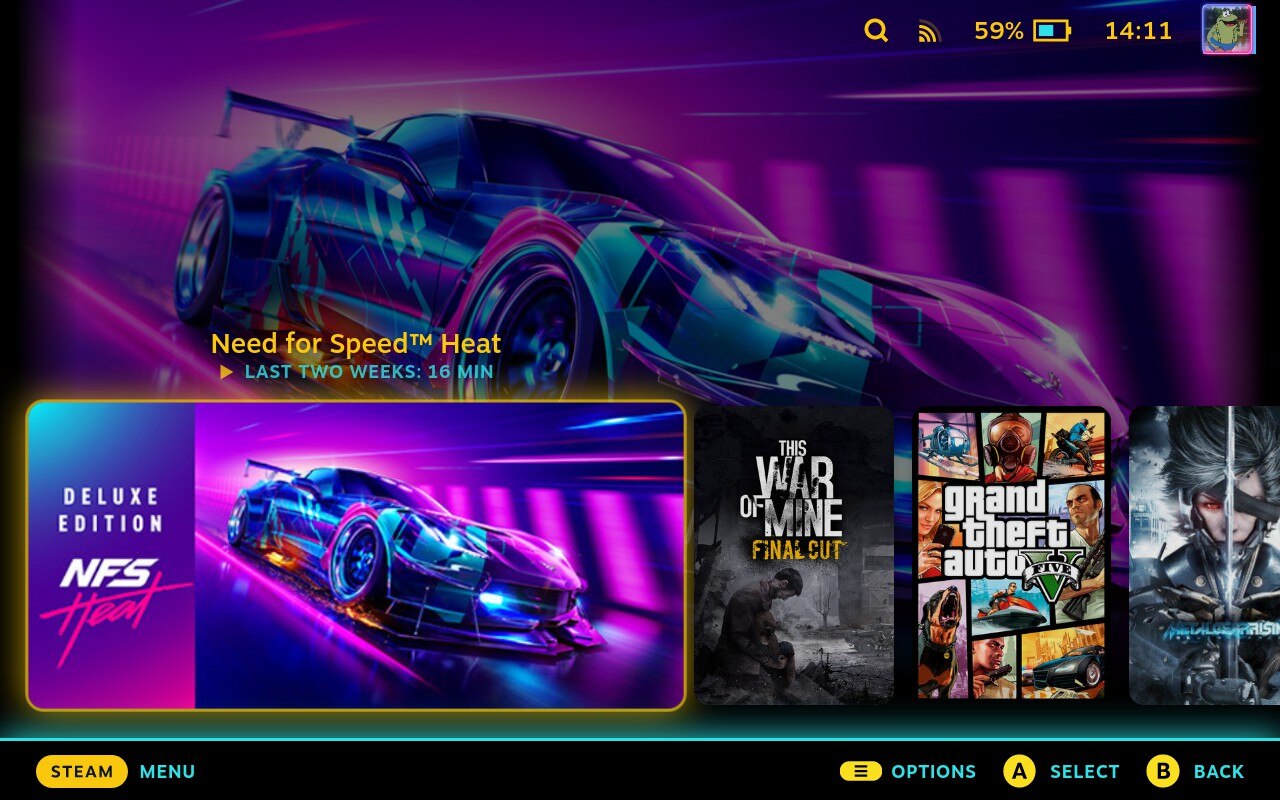 59%
14:11
Need for Speed™ Heat
LAST TWO WEEKS: 16 MIN
DELUXE
EDITION
NFS
Heat
THIS
WAR
OF MINE
FINAL CUT
grand
theft
auto
V
FIVE
STEAM
MENU
OPTIONS
A
SELECT
B
BACK